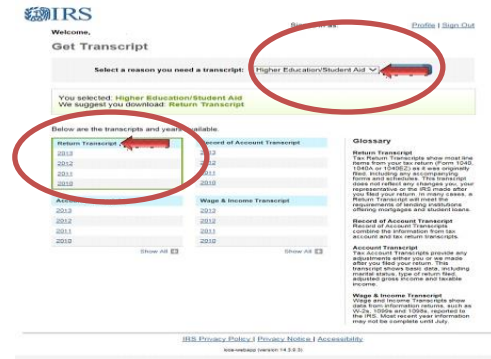 IRS
Profile | Sign Out
Welcome,
Get Transcript
Select a reason you need a transcript: Higher Education/Student Aid
You selected: Higher Education/Student Aid
We suggest you download: Return Transcript
Below are the transcripts and years available.
Return Transcript
2013
2012
2011
2010
Record of Account Transcript
2013
2012
2011
2010
2013
2012
2011
2010
Show All
Wage & Income Transcript
2013
2012
2011
2010
Show All
Glossary
Return Transcript
Tax Return Transcripts show most line
items from your tax return (Form 1040,
1040A or 1040EZ) as it was originally
filed, including any accompanying
forms and schedules. This transcript
does not reflect any changes you, your
representative or the IRS made after
you filed your return. In many cases, a
Return Transcript will meet the
requirements of lending institutions
offering mortgages and student loans.
Record of Account Transcript
Record of Account Transcripts
combine the information from tax
account and tax return transcripts.
Account Transcript
Tax Account Transcripts provide any
adjustments either you or we made
after you filed your return. This
transcript shows basic data, including
marital status, type of return filed,
adjusted gross income and taxable
income.
Wage & Income Transcript
Wage and Income Transcripts show
data from information returns, such as
W-2s, 1099s and 1098s, reported to
the IRS. Most recent year information
may not be complete until July.
IRS Privacy Policy | Privacy Notice | Accessibility